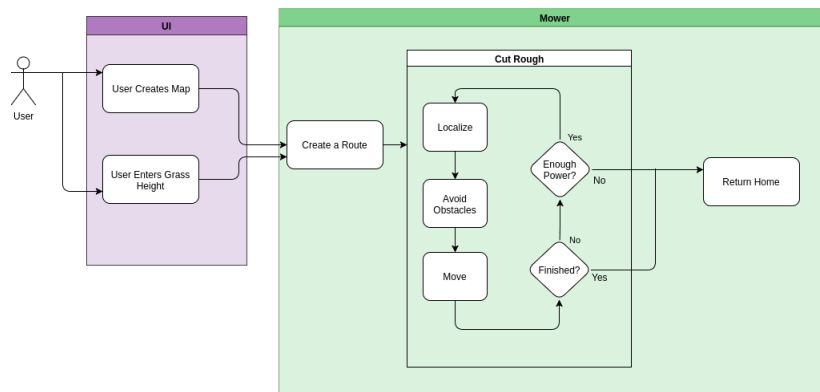 UI
Mower
Cut Rough
User
User Creates Map
User Enters Grass
Height
Create a Route
Localize
Avoid
Obstacles
Move
Yes
Enough
Power?
No
No
Finished?
Yes
Return Home